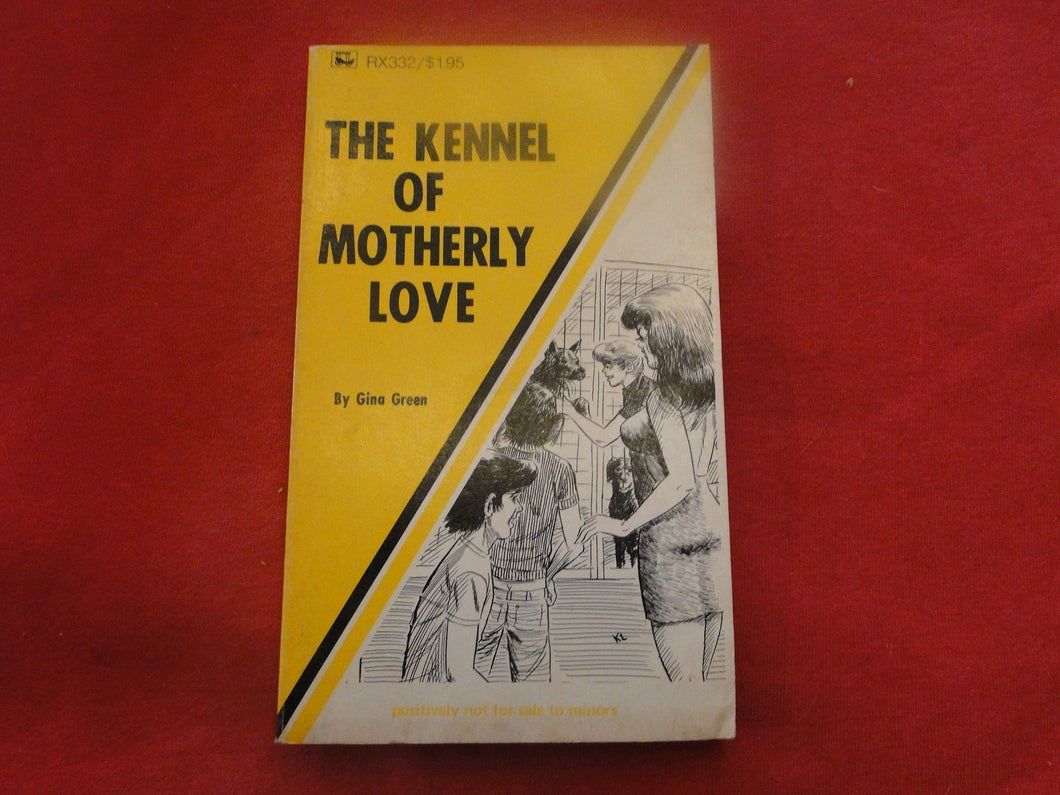 RX332/$1.95
THE KENNEL
OF
MOTHERLY
LOVE
By Gina Green
KL
positively not for sale to minors